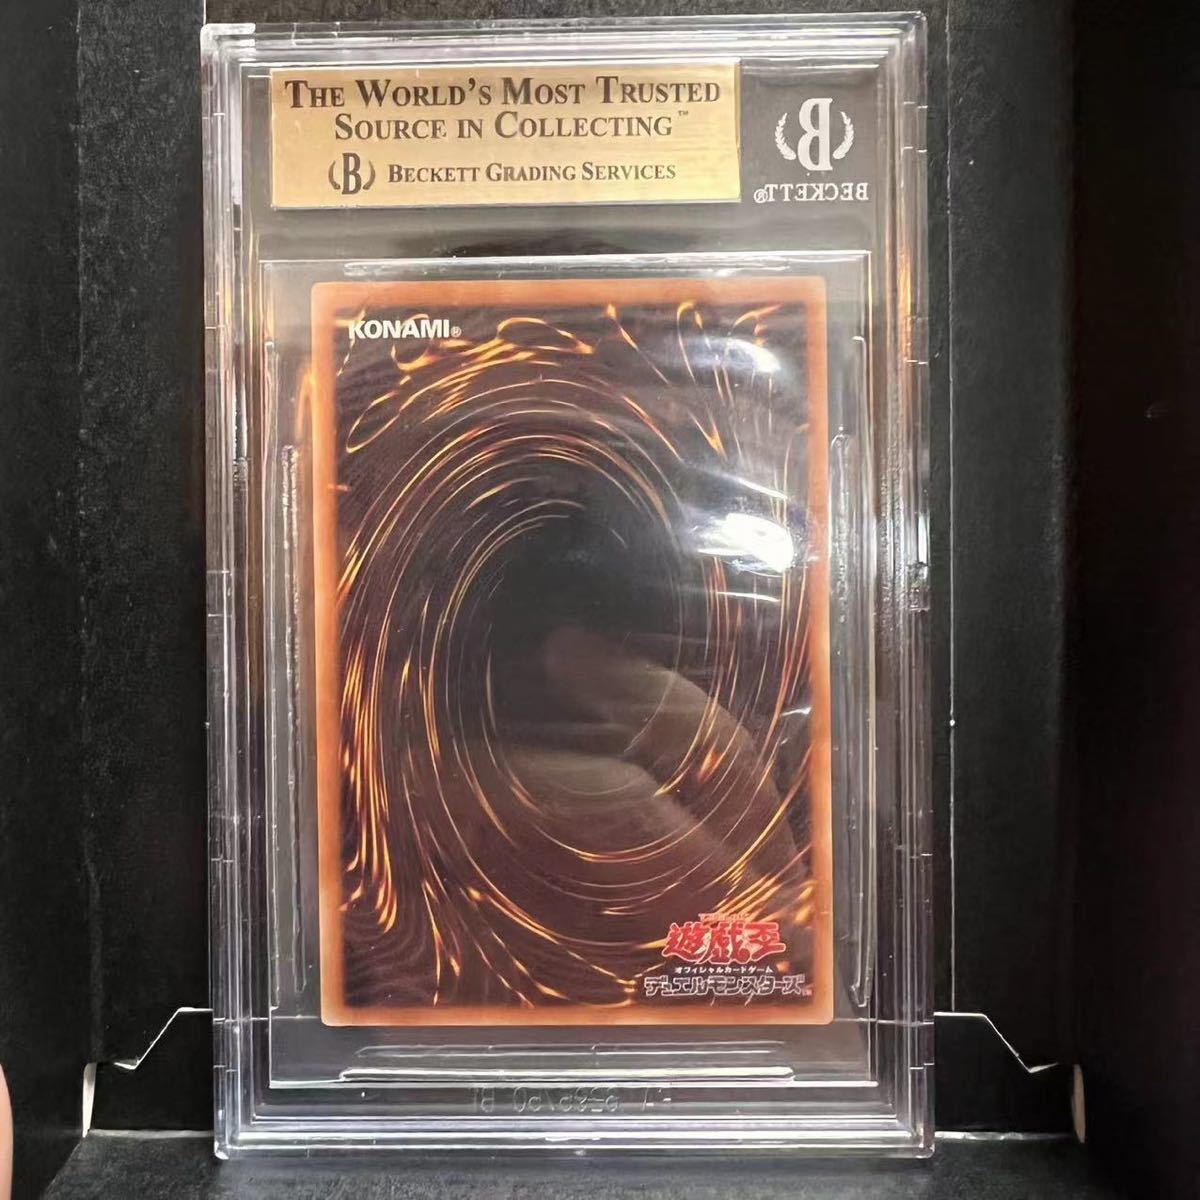 THE WORLD'S MOST TRUSTED
SOURCE IN COLLECTING™
(B) BECKETT GRADING SERVICES
B
BECKETT®
KONAMI®
遊戯王
オフィシャルカードゲーム
デュエルモンスターズ